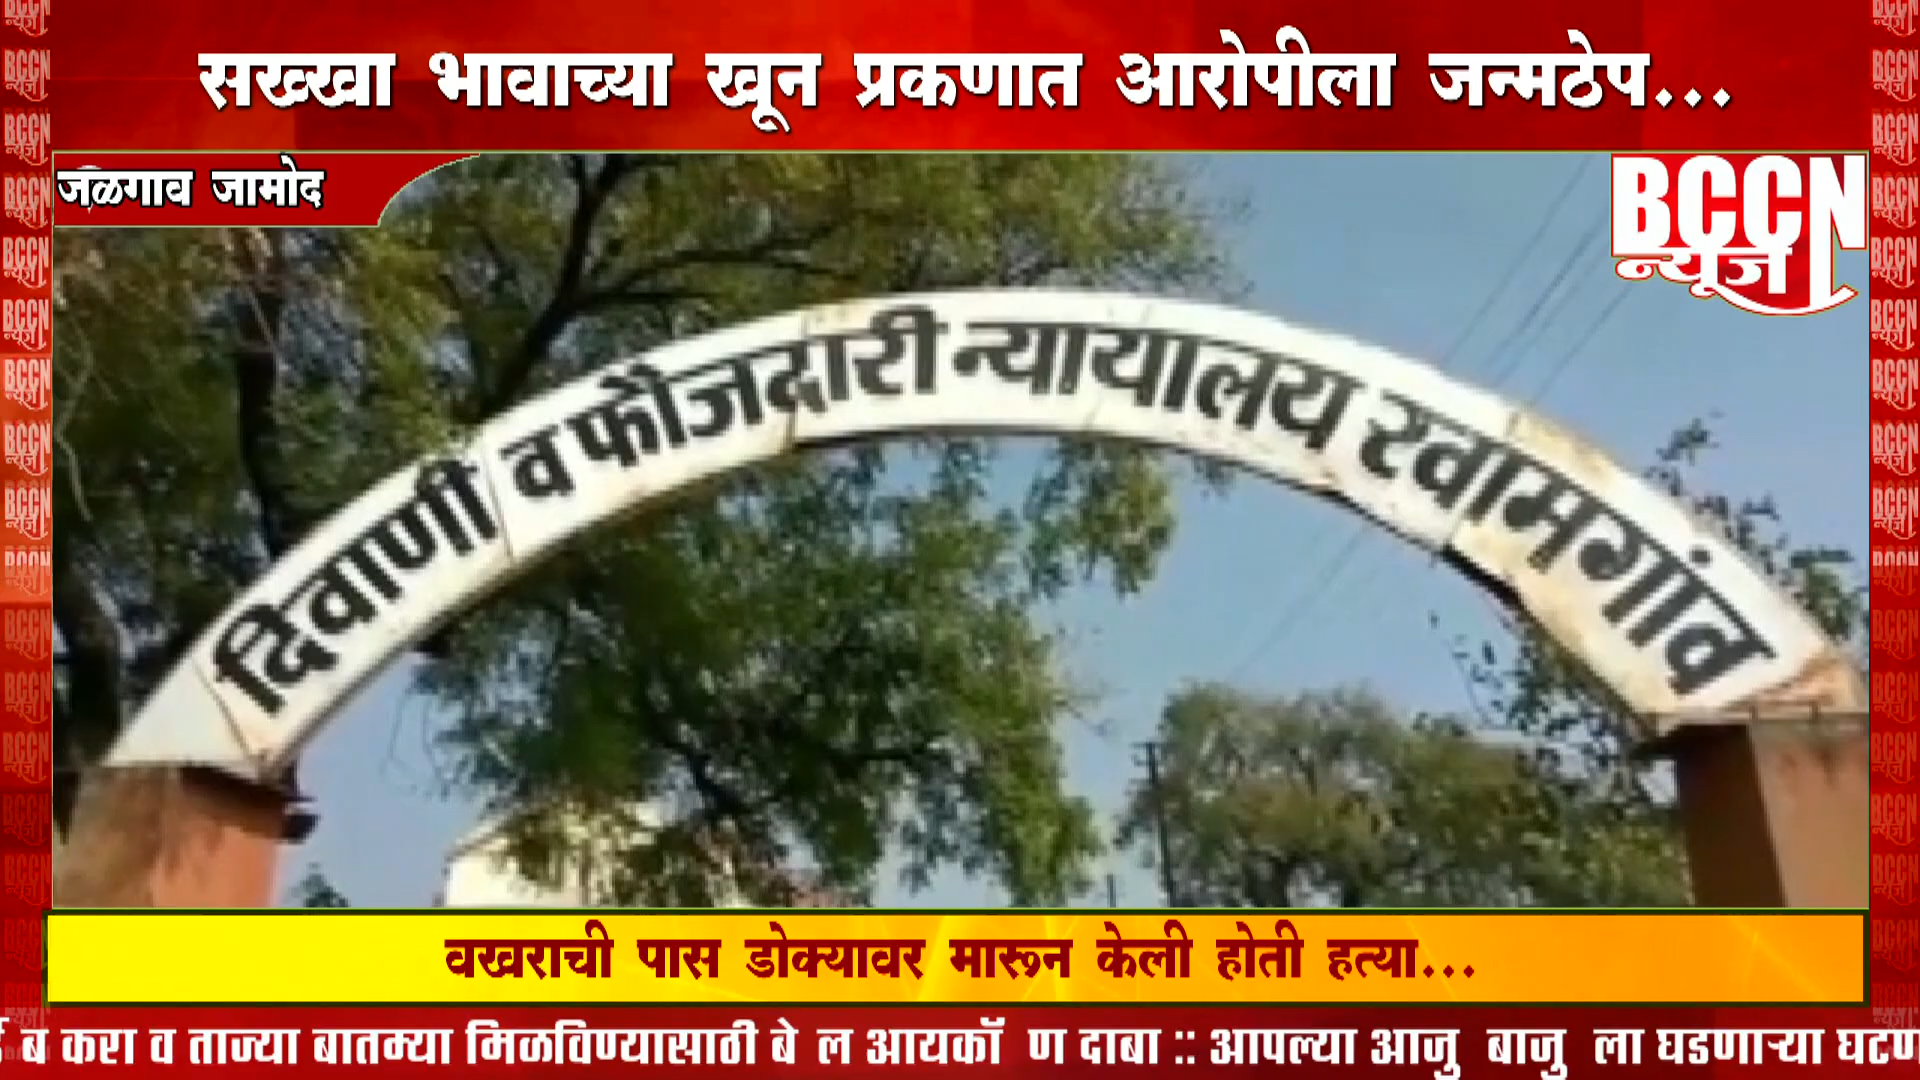 सख्खा भावाच्या खून प्रकणात आरोपीला जन्मठेप...
जळगाव जामोद
BCCN
न्यूज
दिवाणी व फौजदारी न्यायालय खामगांव
वखराची पास डोक्यावर मारून केली होती हत्या...
ब करा व ताज्या बातम्या मिळविण्यासाठी बे ल आयकॉ ण दाबा :: आपल्या आजु बाजु ला घडणाऱ्या